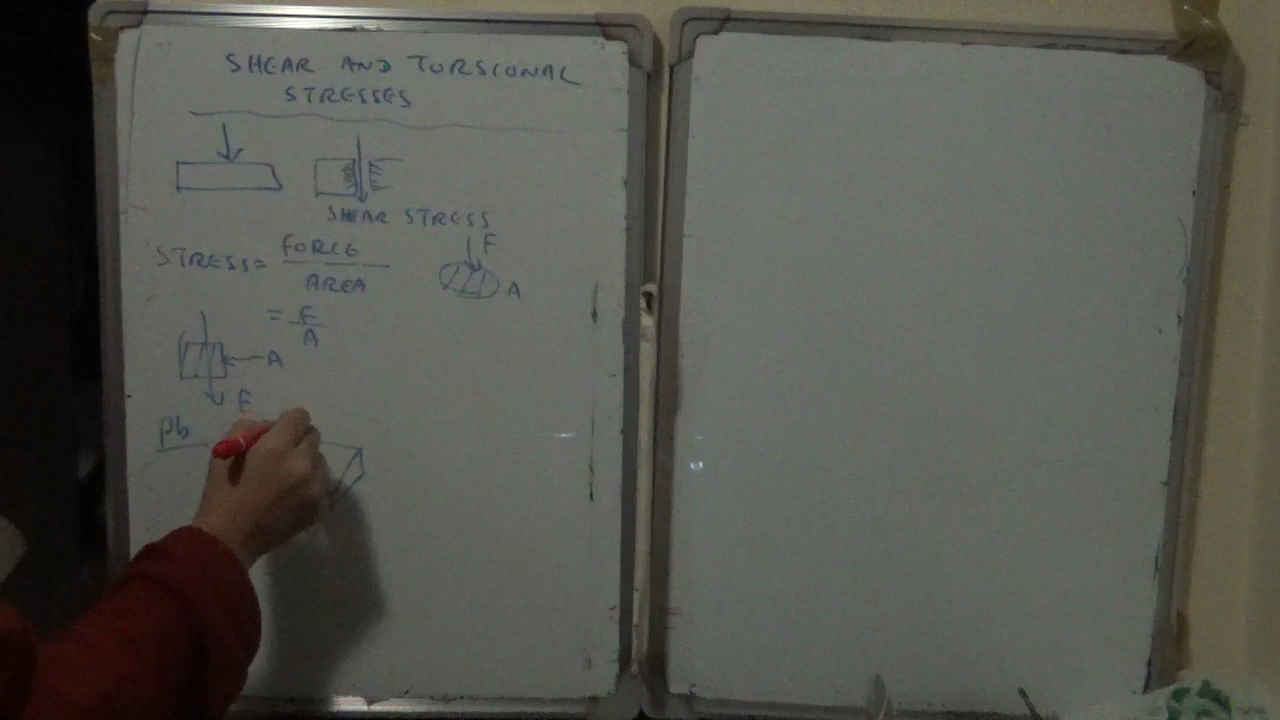 SHEAR AND TORSIONAL
STRESSES
SHEAR STRESS
F
STRESS = FORCE
AREA
A
= F
A
A
F
Pb